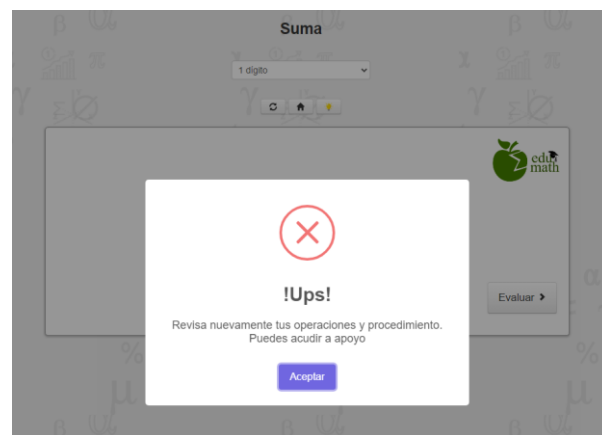 Suma
1 dígito
edu
math
!Ups!
Revisa nuevamente tus operaciones y procedimiento.
Puedes acudir a apoyo
Evaluar
Aceptar